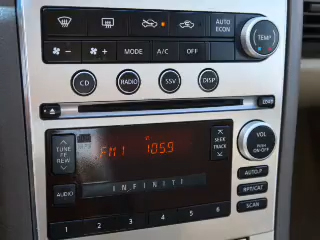 AUTO ECON
TEMP
MODE A/C OFF
CD RADIO SSV DISP
TUNE
FF
REW
SEEK
TRACK
VOL
PUSH
ON·OFF
FM1 105.9
AUTO.P
INFINITI
AUDIO
RPT/CAT
SCAN
1 2 3 4 5 6